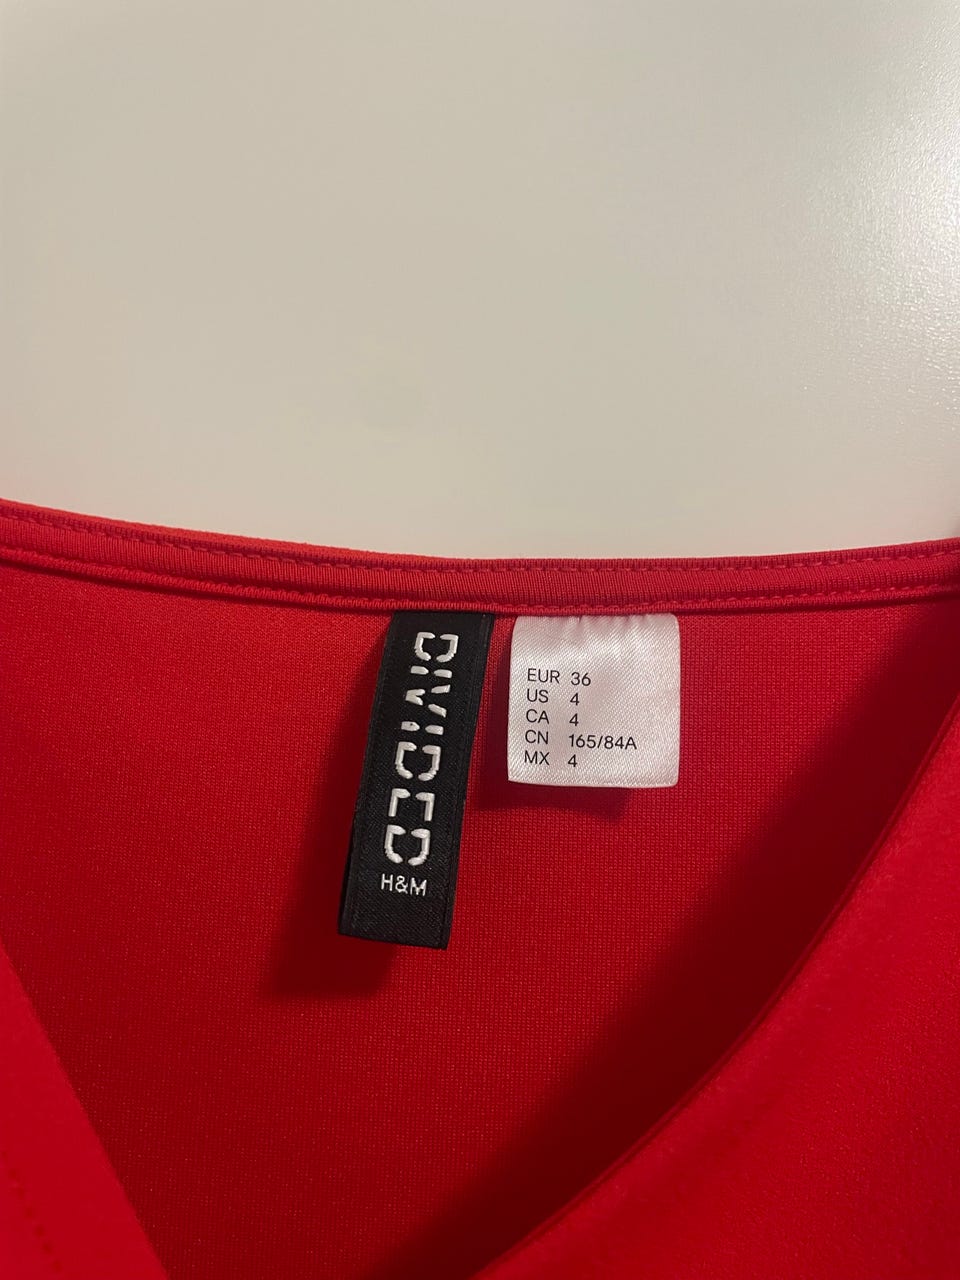 DIVIDED
H&M
EUR 36
US 4
CA 4
CN 165/84A
MX 4